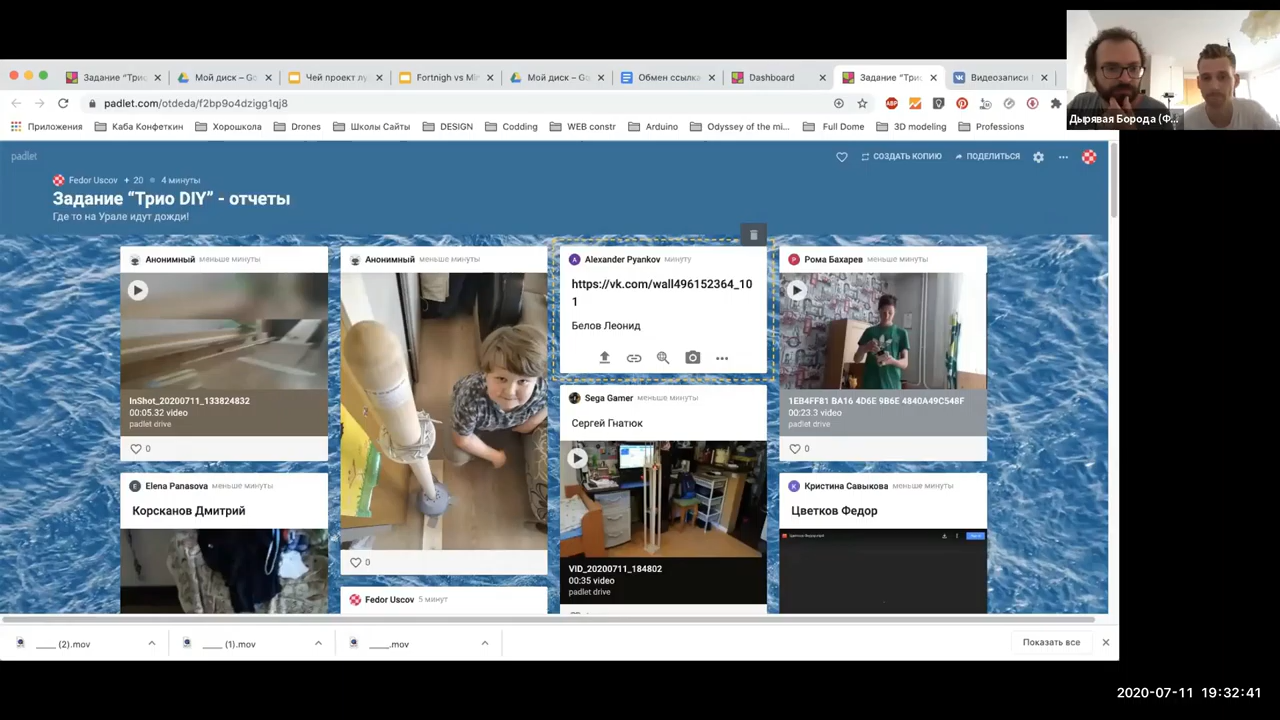 Задание “Трис
Мой диск – Go
Чей проект лу
Fortnigh vs Mi
Мой диск – Go
Обмен ссылка
Dashboard
Задание “Трис
Видеозаписи
padlet.com/otdeda/f2bp9o4dzigg1qj8
Приложения
Каба Конфеткин
Хорошкола
Drones
Школы Сайты
DESIGN
Codding
WEB constr
Arduino
Odyssey of the mi...
Full Dome
3D modeling
Professions
Дырявая Борода (Ф...
padlet
СОЗДАТЬ КОПИЮ
ПОДЕЛИТЬСЯ
Fedor Uscov + 20 4 минуты
Задание “Трио DIY” - отчеты
Где то на Урале идут дожди!
Анонимный меньше минуты
InShot_20200711_133824832
00:05.32 video
padlet drive
0
Elena Panasova меньше минуты
Корсканов Дмитрий
Анонимный меньше минуты
0
Fedor Uscov 5 минут
Alexander Pyankov минуту
https://vk.com/wall496152364_10
1
Белов Леонид
Sega Gamer меньше минуты
Сергей Гнатюк
VID_20200711_184802
00:35 video
padlet drive
Рома Бахарев меньше минуты
1EB4FF81 BA16 4D6E 9B6E 4840A49C548F
00:23.3 video
padlet drive
0
Кристина Савыкова меньше минуты
Цветков Федор
_____ (2).mov
_____ (1).mov
_____.mov
Показать все
2020-07-11 19:32:41